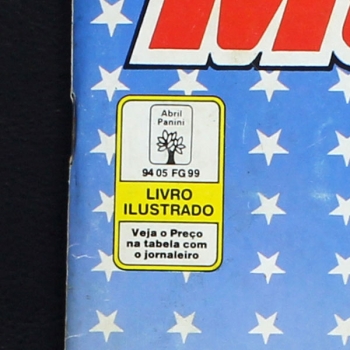 Abril
Panini
94 05 FG 99
LIVRO
ILUSTRADO
Veja o Preço
na tabela com
o jornaleiro